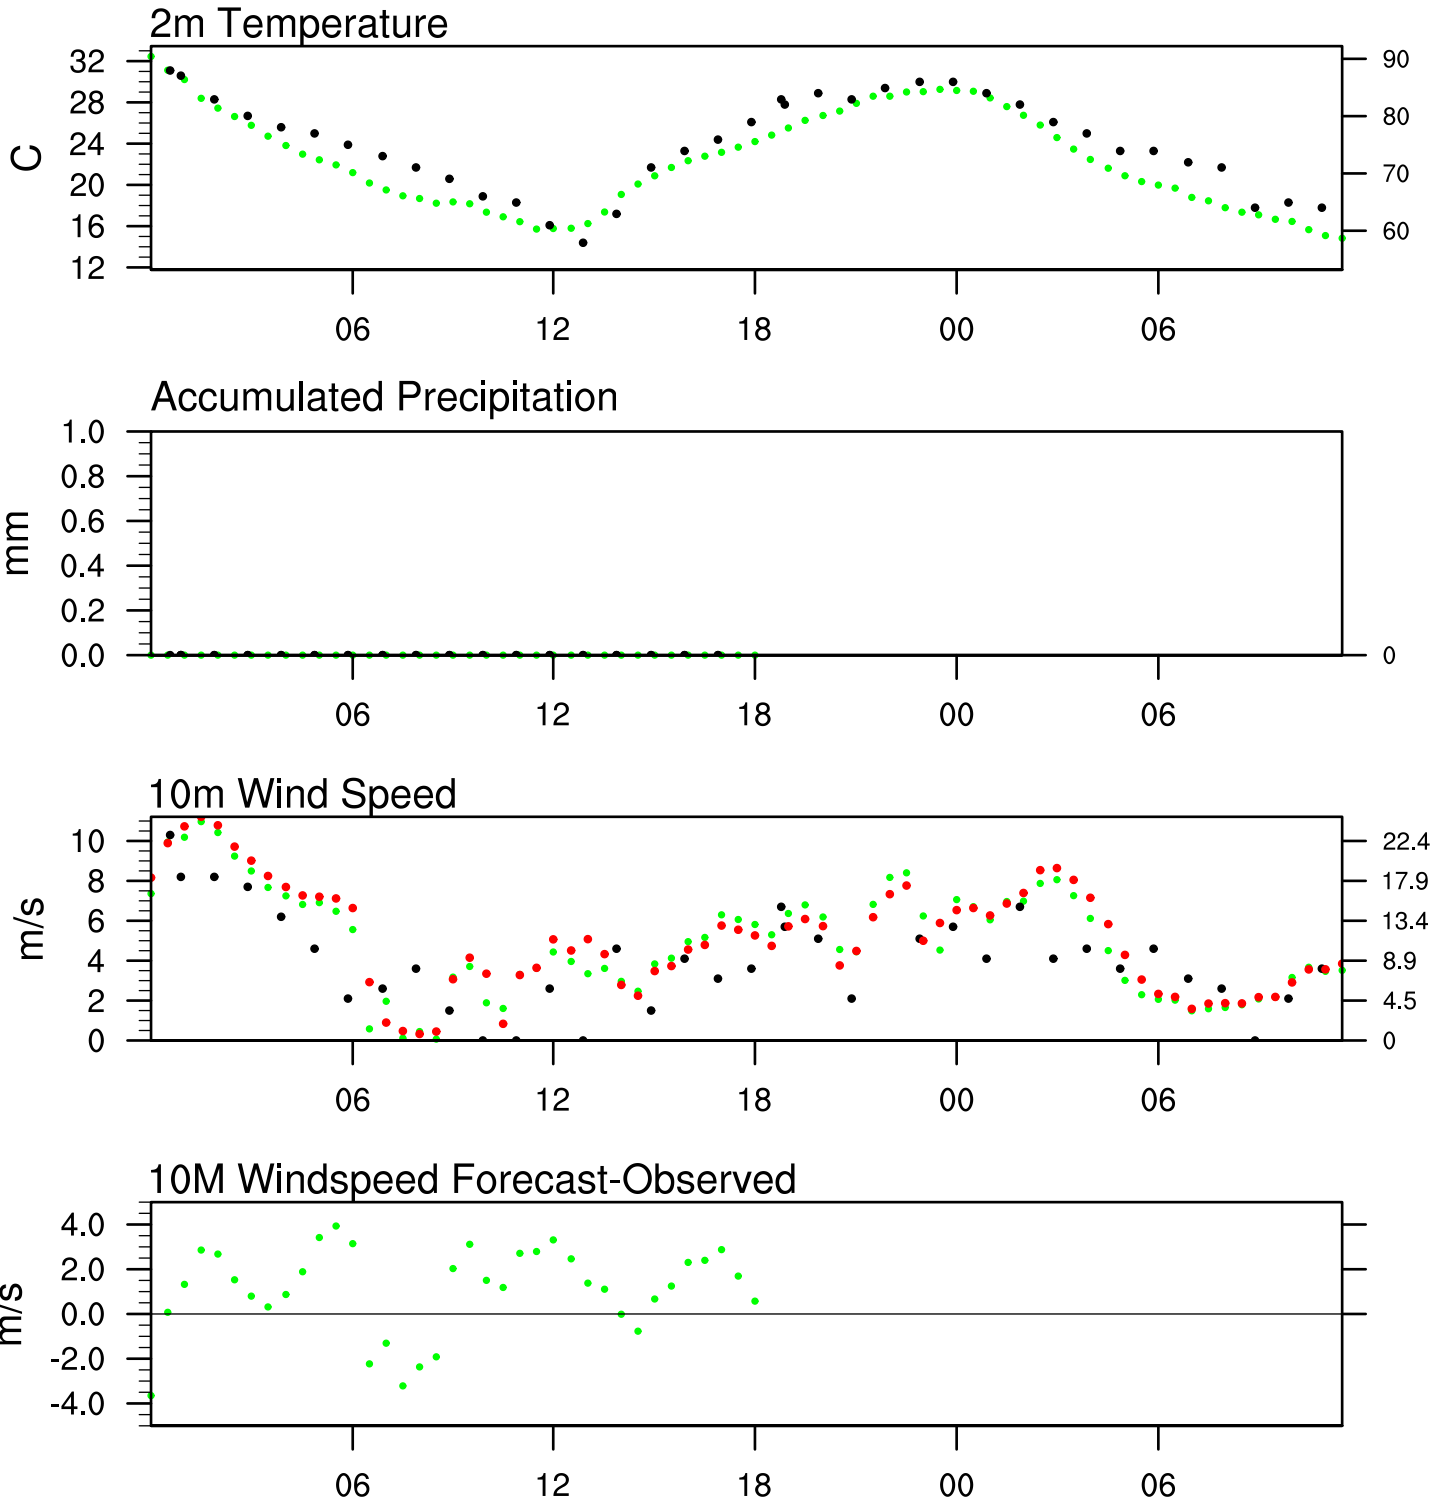 2m Temperature
32
28
24
20
16
12
C
90
80
70
60
06 12 18 00 06
Accumulated Precipitation
1.0
0.8
0.6
0.4
0.2
0.0
mm
0
06 12 18 00 06
10m Wind Speed
10
8
6
4
2
0
m/s
22.4
17.9
13.4
8.9
4.5
0
06 12 18 00 06
10M Windspeed Forecast-Observed
4.0
2.0
0.0
-2.0
-4.0
m/s
06 12 18 00 06